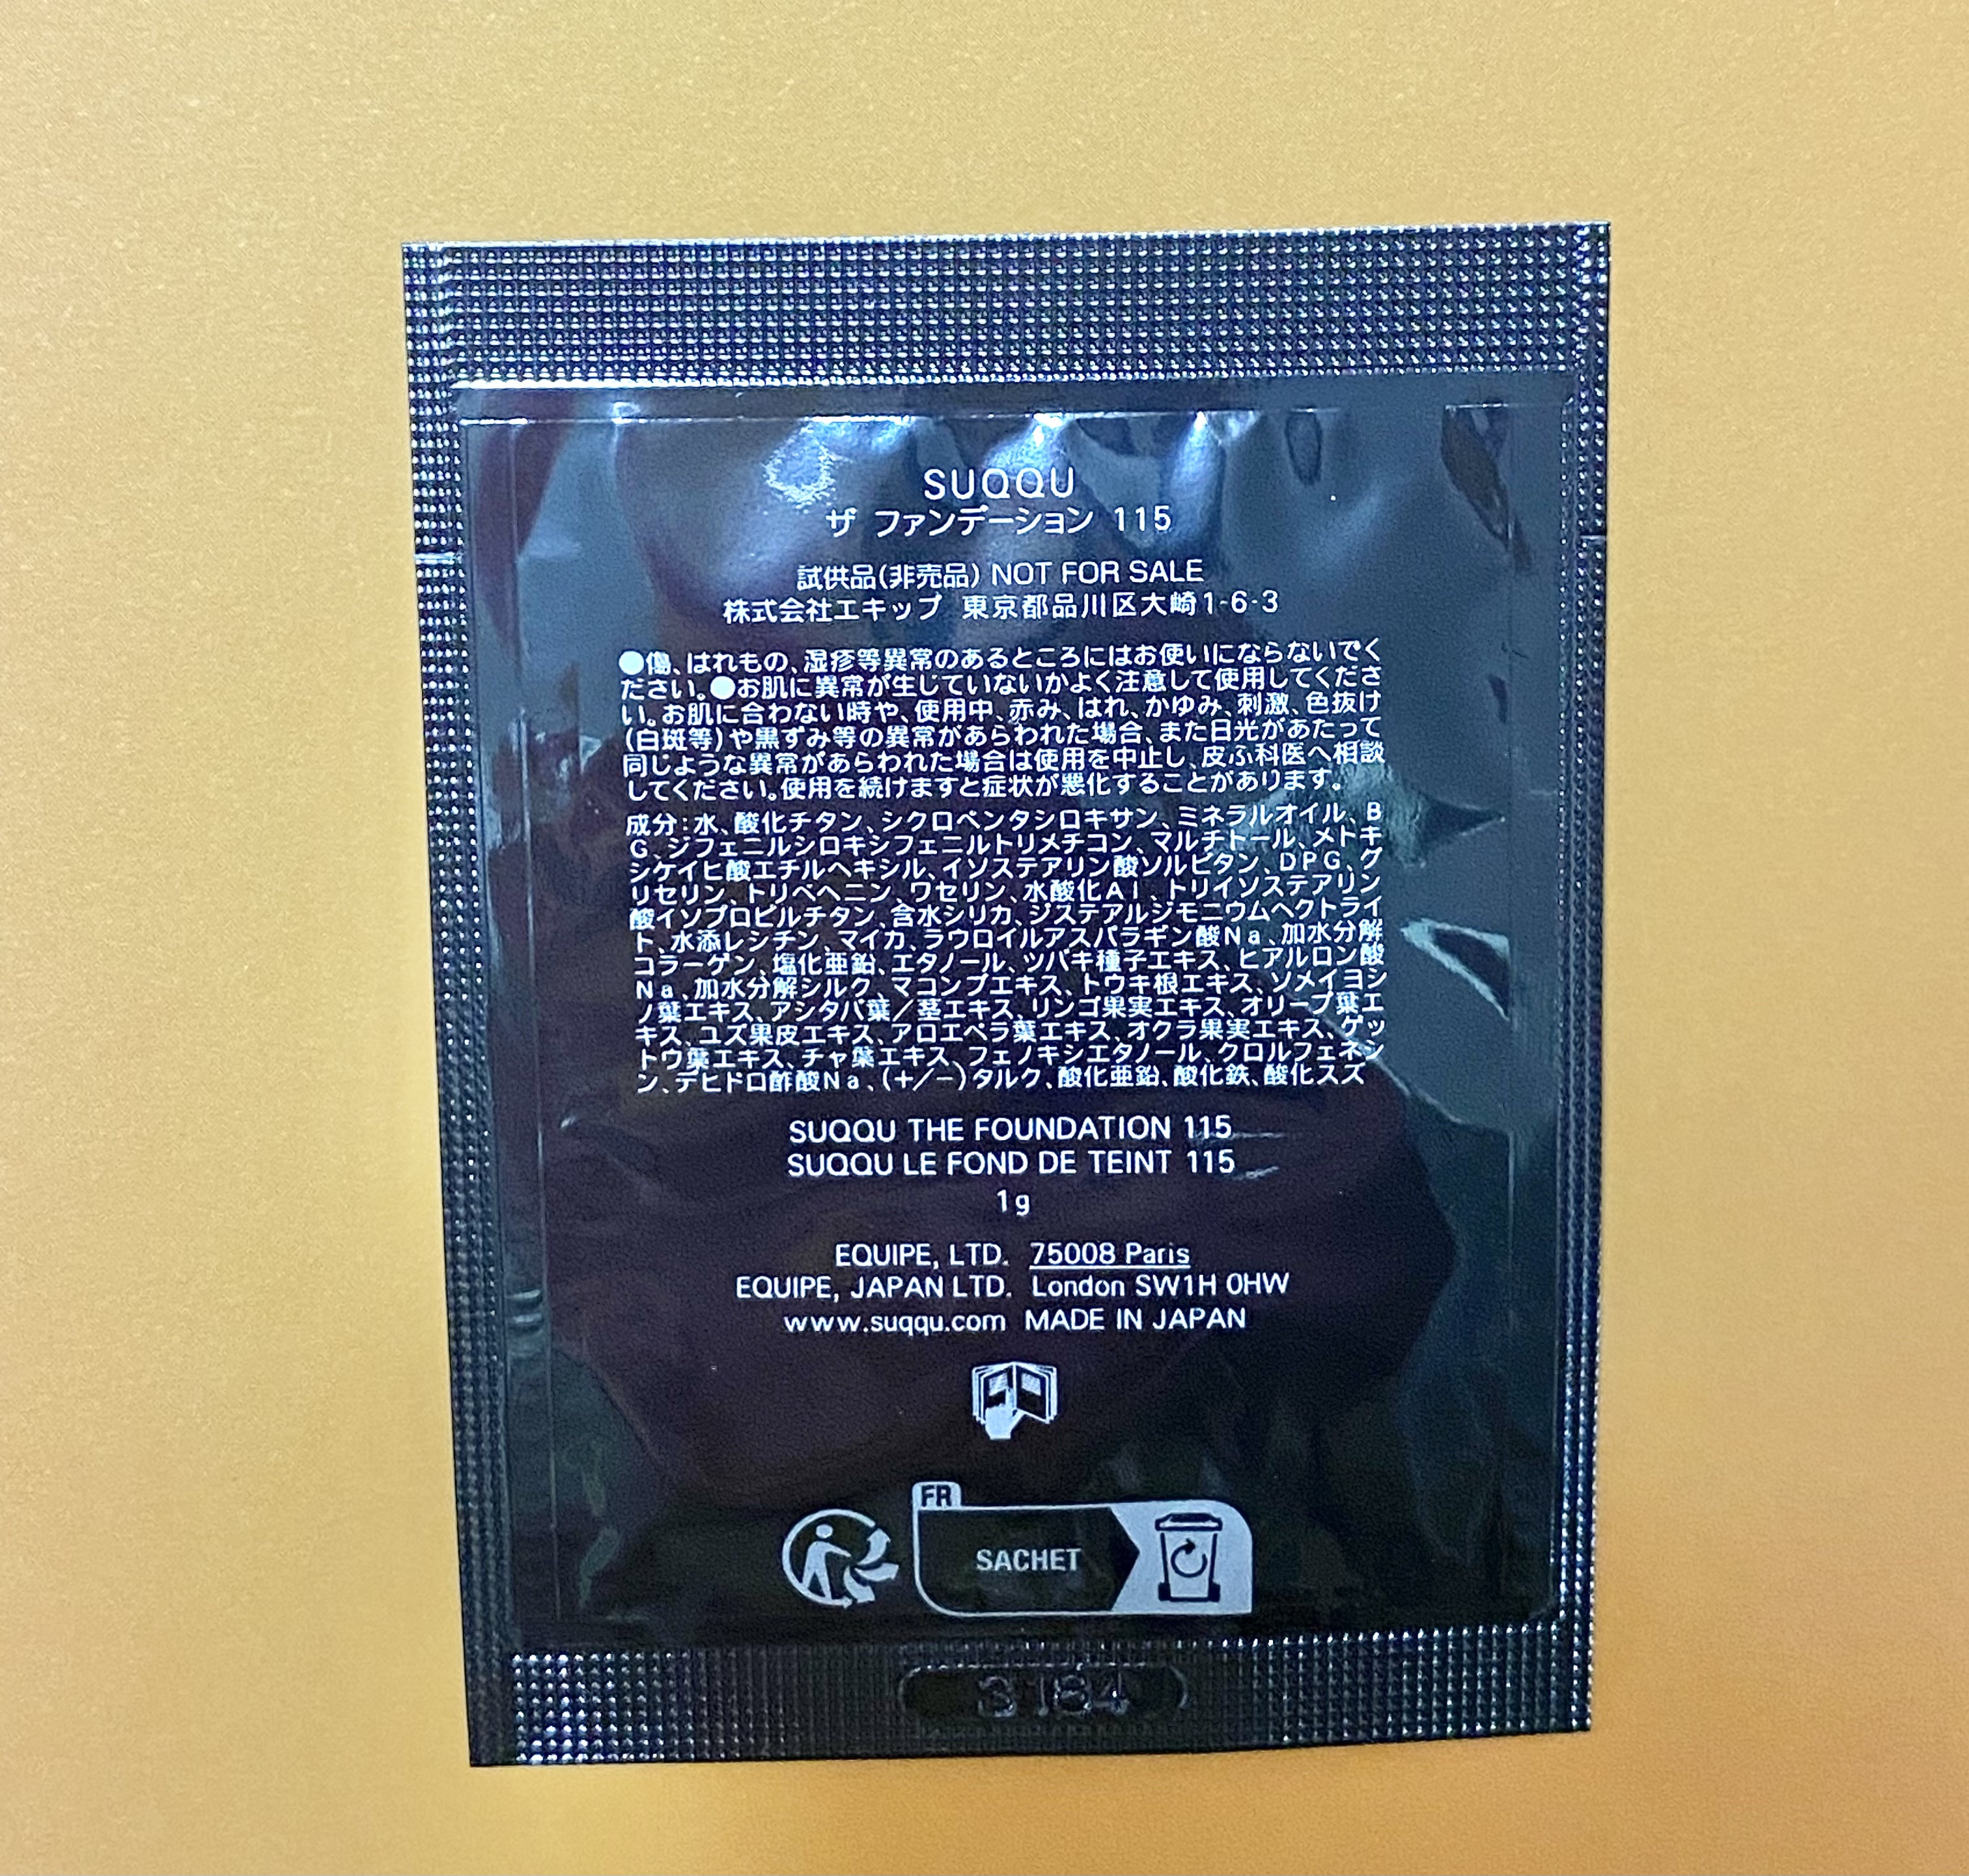 SUQQU
ザ ファンデーション 115
試供品(非売品) NOT FOR SALE
株式会社エキップ 東京都品川区大崎1-6-3
●傷、はれもの、湿疹等異常のあるところにはお使いにならないでく
ださい。●お肌に異常が生じていないかよく注意して使用してくださ
い。お肌に合わない時や、使用中、赤み、はれ、かゆみ、刺激、色抜け
(白斑等)や黒ずみ等の異常があらわれた場合、また日光があたって
同じような異常があらわれた場合は使用を中止し、皮ふ科医へ相談
してください。使用を続けますと症状が悪化することがあります。
成分：水、酸化チタン、シクロペンタシロキサン、ミネラルオイル、B
G、ジフェニルシロキシフェニルトリメチコン、マルチトール、メトキ
シケイヒ酸エチルヘキシル、イソステアリン酸ソルビタン、DPG、グ
リセリン、トリベヘニン、ワセリン、水酸化Al、トリイソステアリン
酸イソプロピルチタン、含水シリカ、ジステアルジモニウムヘクトライ
ト、水添レシチン、マイカ、ラウロイルアスパラギン酸Na、加水分解
コラーゲン、塩化亜鉛、エタノール、ツバキ種子エキス、ヒアルロン酸
Na、加水分解シルク、マコンブエキス、トウキ根エキス、ソメイヨシ
ノ葉エキス、アシタバ葉／茎エキス、リンゴ果実エキス、オリーブ葉エ
キス、ユズ果皮エキス、アロエベラ葉エキス、オクラ果実エキス、ゲッ
トウ葉エキス、チャ葉エキス、フェノキシエタノール、クロルフェネシ
ン、デヒドロ酢酸Na、(+／−)タルク、酸化亜鉛、酸化鉄、酸化スズ
SUQQU THE FOUNDATION 115
SUQQU LE FOND DE TEINT 115
1g
EQUIPE, LTD. 75008 Paris
EQUIPE, JAPAN LTD. London SW1H 0HW
www.suqqu.com MADE IN JAPAN
FR
SACHET
3184